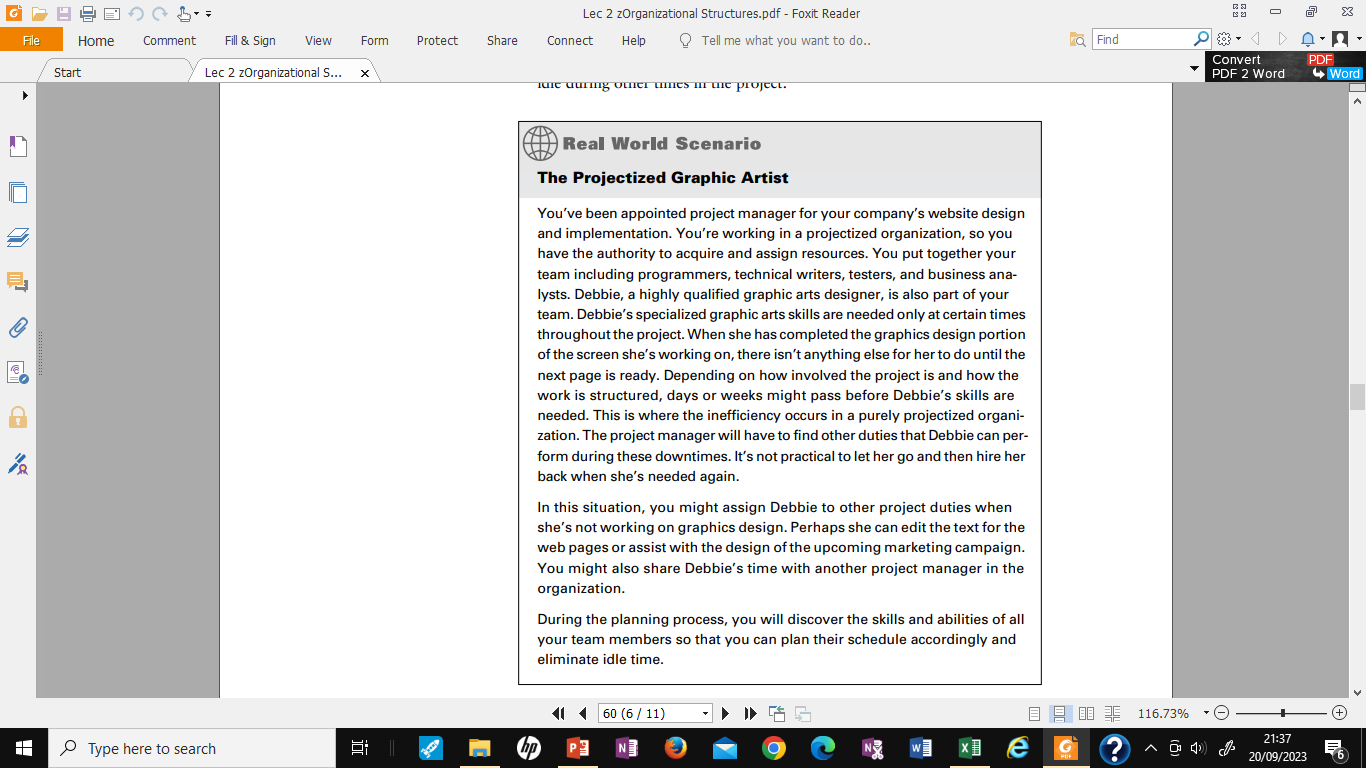 Lec 2 zOrganizational Structures.pdf - Foxit Reader
File Home Comment Fill & Sign View Form Protect Share Connect Help Tell me what you want to do.. Find
Start Lec 2 zOrganizational S... Convert PDF
PDF 2 Word Word
idle during other times in the project.
Real World Scenario
The Projectized Graphic Artist
You’ve been appointed project manager for your company’s website design
and implementation. You’re working in a projectized organization, so you
have the authority to acquire and assign resources. You put together your
team including programmers, technical writers, testers, and business ana-
lysts. Debbie, a highly qualified graphic arts designer, is also part of your
team. Debbie’s specialized graphic arts skills are needed only at certain times
throughout the project. When she has completed the graphics design portion
of the screen she’s working on, there isn’t anything else for her to do until the
next page is ready. Depending on how involved the project is and how the
work is structured, days or weeks might pass before Debbie’s skills are
needed. This is where the inefficiency occurs in a purely projectized organi-
zation. The project manager will have to find other duties that Debbie can per-
form during these downtimes. It’s not practical to let her go and then hire her
back when she’s needed again.
In this situation, you might assign Debbie to other project duties when
she’s not working on graphics design. Perhaps she can edit the text for the
web pages or assist with the design of the upcoming marketing campaign.
You might also share Debbie’s time with another project manager in the
organization.
During the planning process, you will discover the skills and abilities of all
your team members so that you can plan their schedule accordingly and
eliminate idle time.
60 (6 / 11) 116.73%
Type here to search
21:37
20/09/2023
6